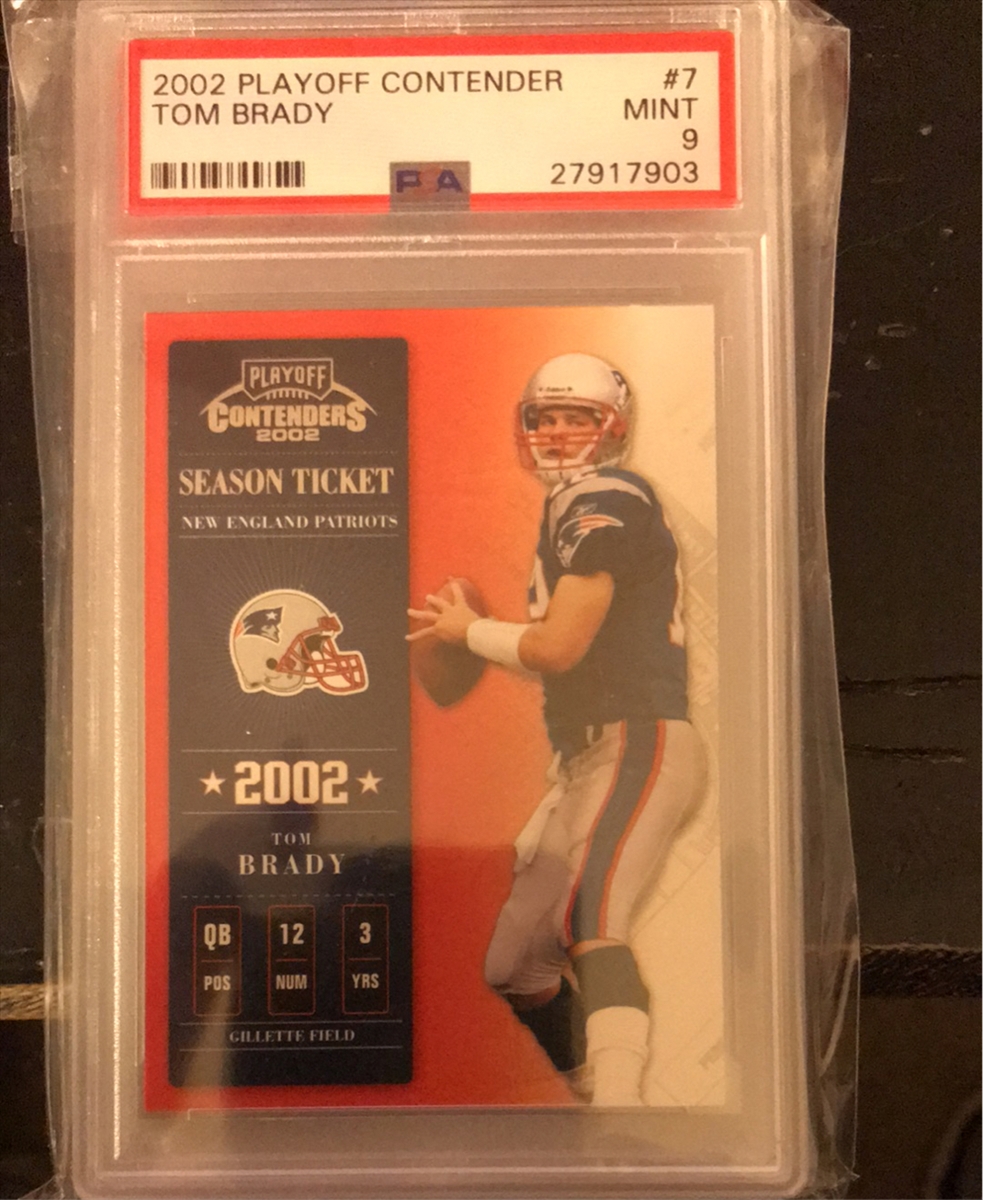 2002 PLAYOFF CONTENDER #7
TOM BRADY MINT
9
PSA 27917903
PLAYOFF
CONTENDERS
2002
SEASON TICKET
NEW ENGLAND PATRIOTS
2002
TOM
BRADY
QB 12 3
POS NUM YRS
GILLETTE FIELD